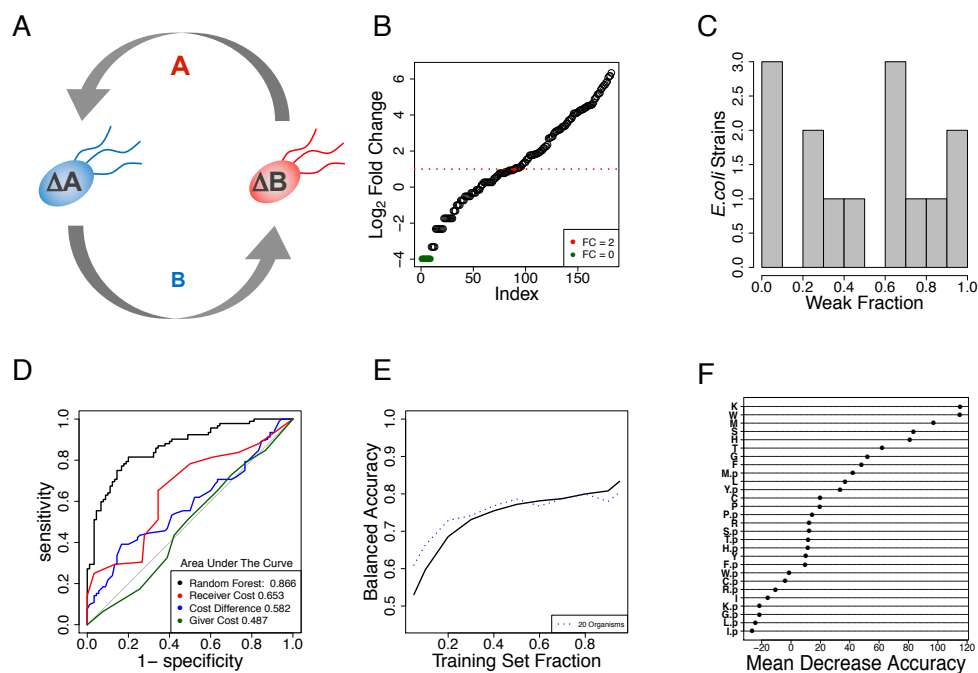 A
A
ΔA
ΔB
B
B
Log2 Fold Change
6
4
2
0
-2
-4
FC = 2
FC = 0
0
50
100
150
Index
C
E.coli Strains
3.0
2.5
2.0
1.5
1.0
0.5
0.0
0.0
0.2
0.4
0.6
0.8
1.0
Weak Fraction
D
sensitivity
1.0
0.8
0.6
0.4
0.2
0.0
Area Under The Curve
Random Forest: 0.866
Receiver Cost 0.653
Cost Difference 0.582
Giver Cost 0.487
0.0
0.2
0.4
0.6
0.8
1.0
1− specificity
E
Balanced Accuracy
1.0
0.8
0.6
0.4
0.2
0.0
20 Organisms
0.2
0.4
0.6
0.8
Training Set Fraction
F
K
W
M
S
H
T
G
F
M.p
L
Y.p
C
P
P.p
R
S.p
T.p
H.p
Y
F.p
W.p
C.p
R.p
I
K.p
G.p
L.p
I.p
−20
0
20
40
60
80
100
120
Mean Decrease Accuracy